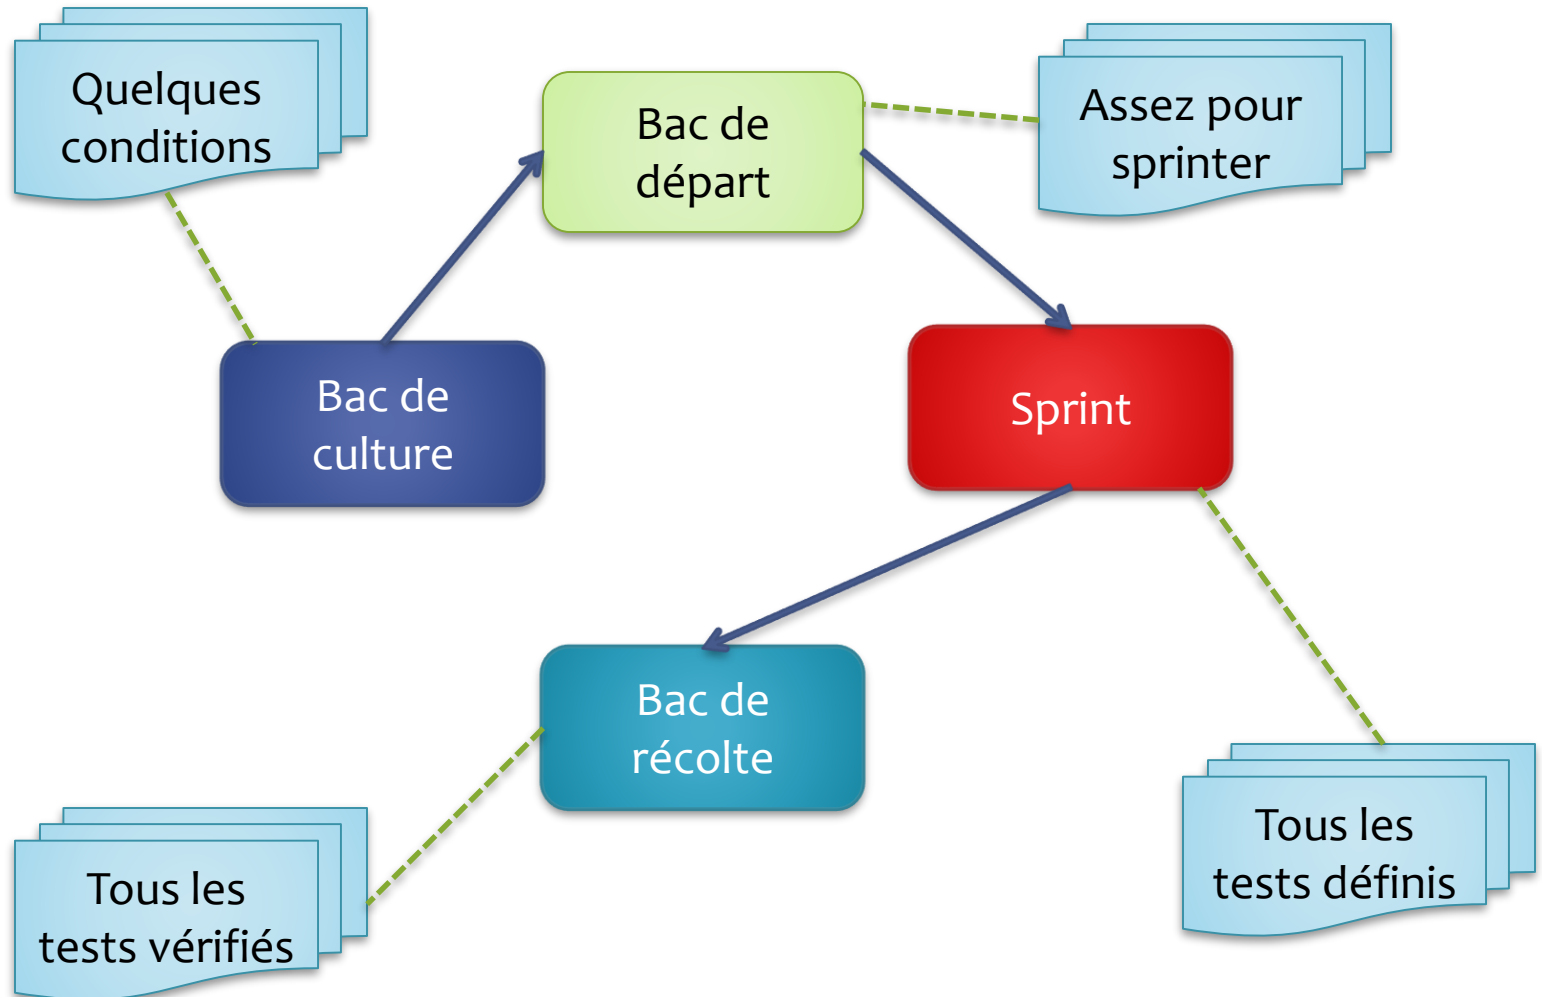 Quelques
conditions
Bac de
départ
Assez pour
sprinter
Bac de
culture
Sprint
Bac de
récolte
Tous les
tests définis
Tous les
tests vérifiés